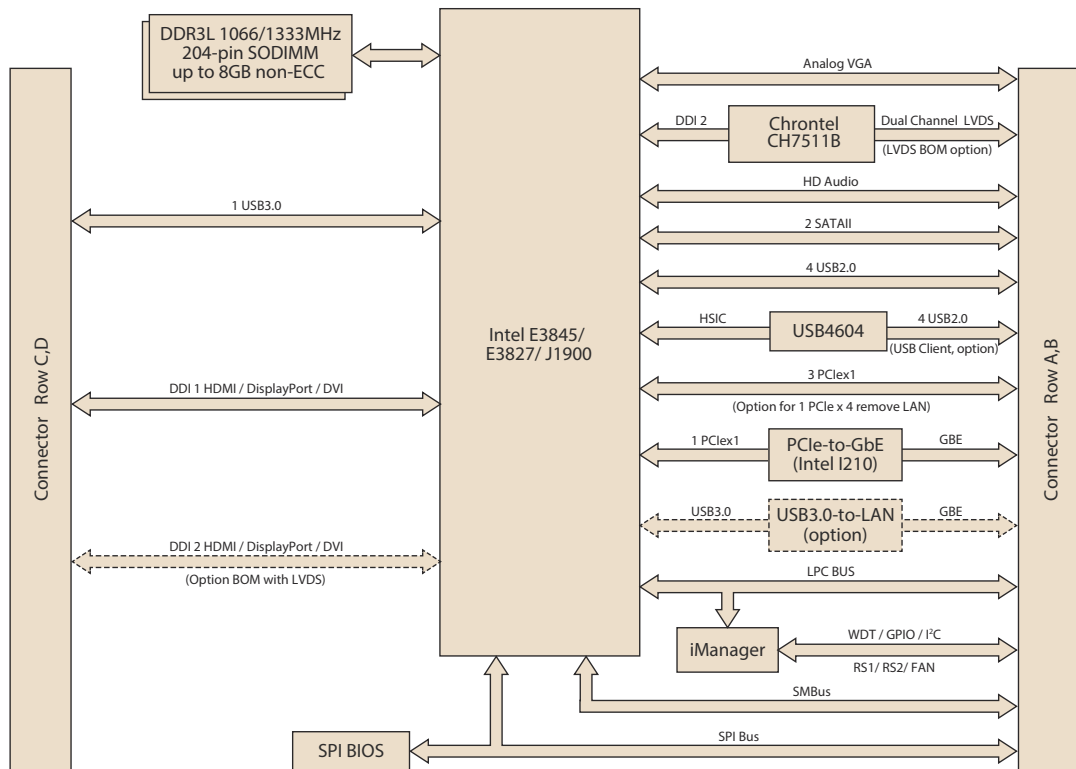 DDR3L 1066/1333MHz
204-pin SODIMM
up to 8GB non-ECC
Connector Row C,D
1 USB3.0
DDI 1 HDMI / DisplayPort / DVI
DDI 2 HDMI / DisplayPort / DVI
(Option BOM with LVDS)
Intel E3845/
E3827/ J1900
Analog VGA
DDI 2
Chrontel
CH7511B
Dual Channel LVDS
(LVDS BOM option)
HD Audio
2 SATAII
4 USB2.0
HSIC
USB4604
4 USB2.0
(USB Client, option)
3 PCIex1
(Option for 1 PCIe x 4 remove LAN)
1 PCIex1
PCIe-to-GbE
(Intel I210)
GBE
USB3.0
USB3.0-to-LAN
(option)
GBE
LPC BUS
iManager
WDT / GPIO / I²C
RS1/ RS2/ FAN
SMBus
SPI BIOS
SPI Bus
Connector Row A,B